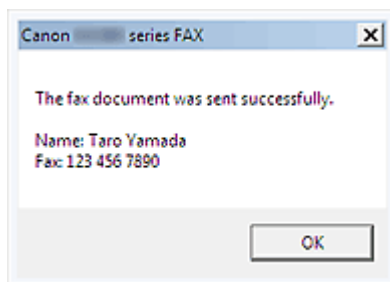 Canon series FAX
The fax document was sent successfully.
Name: Taro Yamada
Fax: 123 456 7890
OK